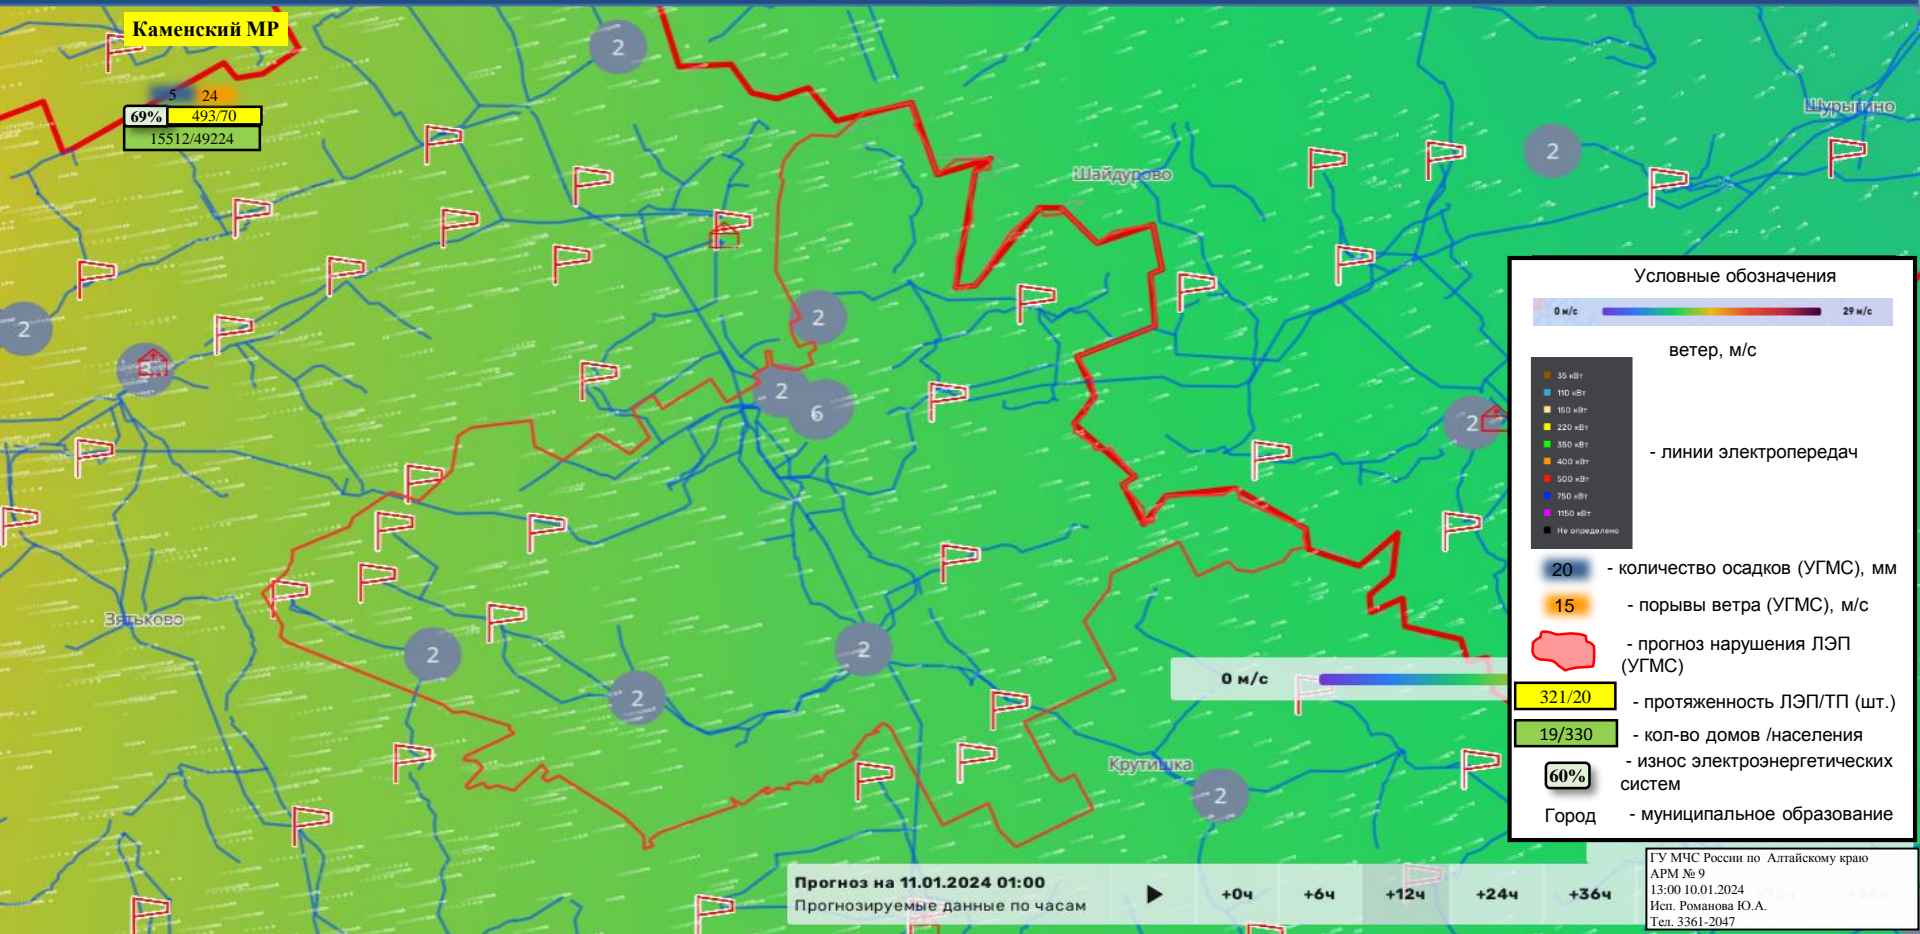 Каменский МР
5 24
69% 493/70
15512/49224
2
2
Шурыгино
Шайдурово
2
2
2
2
6
2
Зятьково
2
2
2
Крутишка
2
0 м/с
Условные обозначения
0 м/с 29 м/с
ветер, м/с
35 кВт
110 кВт
150 кВт
220 кВт
350 кВт
400 кВт
500 кВт
750 кВт
1150 кВт
Не определено
- линии электропередач
20 - количество осадков (УГМС), мм
15 - порывы ветра (УГМС), м/с
- прогноз нарушения ЛЭП
(УГМС)
321/20 - протяженность ЛЭП/ТП (шт.)
19/330 - кол-во домов /населения
60% - износ электроэнергетических
систем
Город - муниципальное образование
Прогноз на 11.01.2024 01:00
Прогнозируемые данные по часам
+0ч +6ч +12ч +24ч +36ч
ГУ МЧС России по Алтайскому краю
АРМ № 9
13:00 10.01.2024
Исп. Романова Ю.А.
Тел. 3361-2047